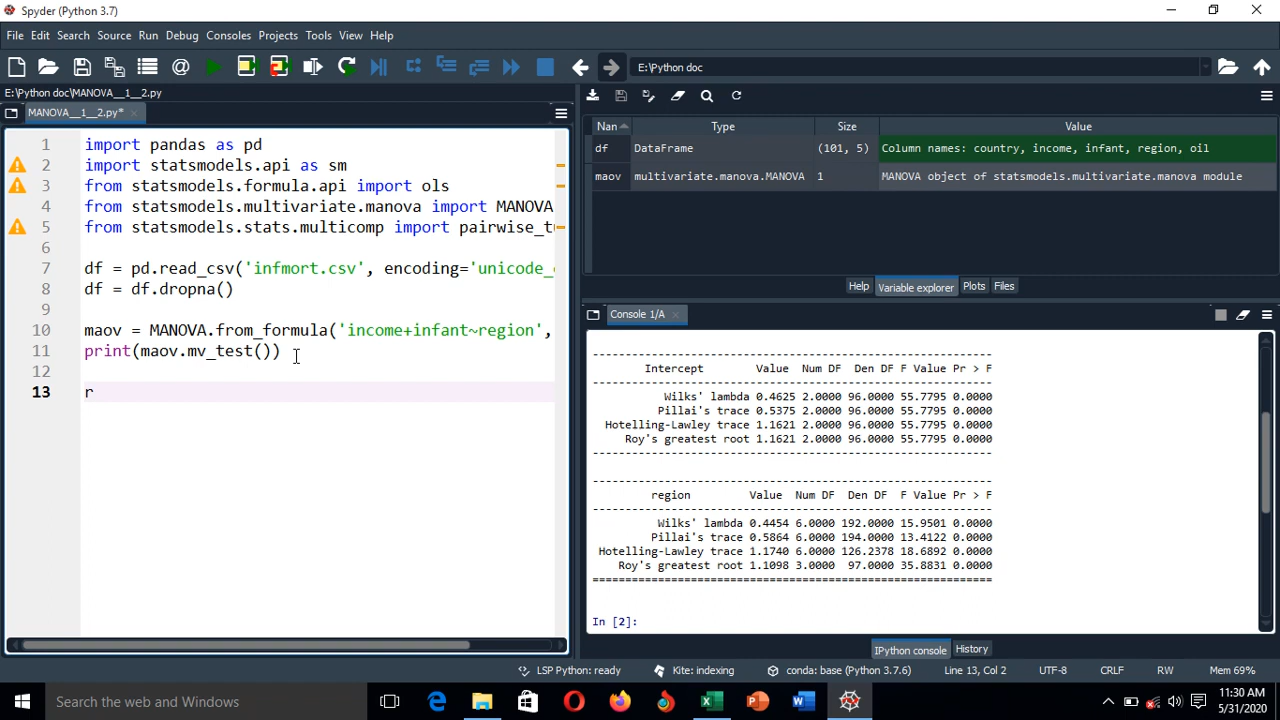 Spyder (Python 3.7)
File Edit Search Source Run Debug Consoles Projects Tools View Help
E:\Python doc
E:\Python doc\MANOVA__1__2.py
MANOVA__1__2.py*
1 import pandas as pd
2 import statsmodels.api as sm
3 from statsmodels.formula.api import ols
4 from statsmodels.multivariate.manova import MANOVA
5 from statsmodels.stats.multicomp import pairwise_t
6
7 df = pd.read_csv('infmort.csv', encoding='unicode_
8 df = df.dropna()
9
10 maov = MANOVA.from_formula('income+infant~region',
11 print(maov.mv_test())
12
13 r
Nan Type Size Value
df DataFrame (101, 5) Column names: country, income, infant, region, oil
maov multivariate.manova.MANOVA 1 MANOVA object of statsmodels.multivariate.manova module
Help Variable explorer Plots Files
Console 1/A
Intercept Value Num DF Den DF F Value Pr > F
Wilks' lambda 0.4625 2.0000 96.0000 55.7795 0.0000
Pillai's trace 0.5375 2.0000 96.0000 55.7795 0.0000
Hotelling-Lawley trace 1.1621 2.0000 96.0000 55.7795 0.0000
Roy's greatest root 1.1621 2.0000 96.0000 55.7795 0.0000
region Value Num DF Den DF F Value Pr > F
Wilks' lambda 0.4454 6.0000 192.0000 15.9501 0.0000
Pillai's trace 0.5864 6.0000 194.0000 13.4122 0.0000
Hotelling-Lawley trace 1.1740 6.0000 126.2378 18.6892 0.0000
Roy's greatest root 1.1098 3.0000 97.0000 35.8831 0.0000
In [2]:
IPython console History
LSP Python: ready Kite: indexing conda: base (Python 3.7.6) Line 13, Col 2 UTF-8 CRLF RW Mem 69%
Search the web and Windows
11:30 AM
5/31/2020